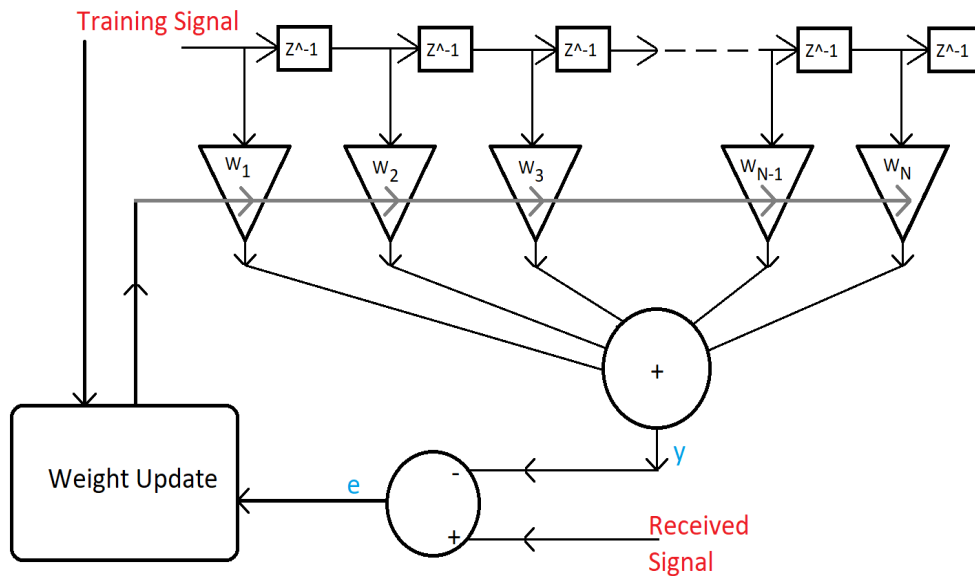 Training Signal
Z^-1
Z^-1
Z^-1
Z^-1
Z^-1
W1
W2
W3
WN-1
WN
+
y
-
e
Weight Update
+
Received
Signal